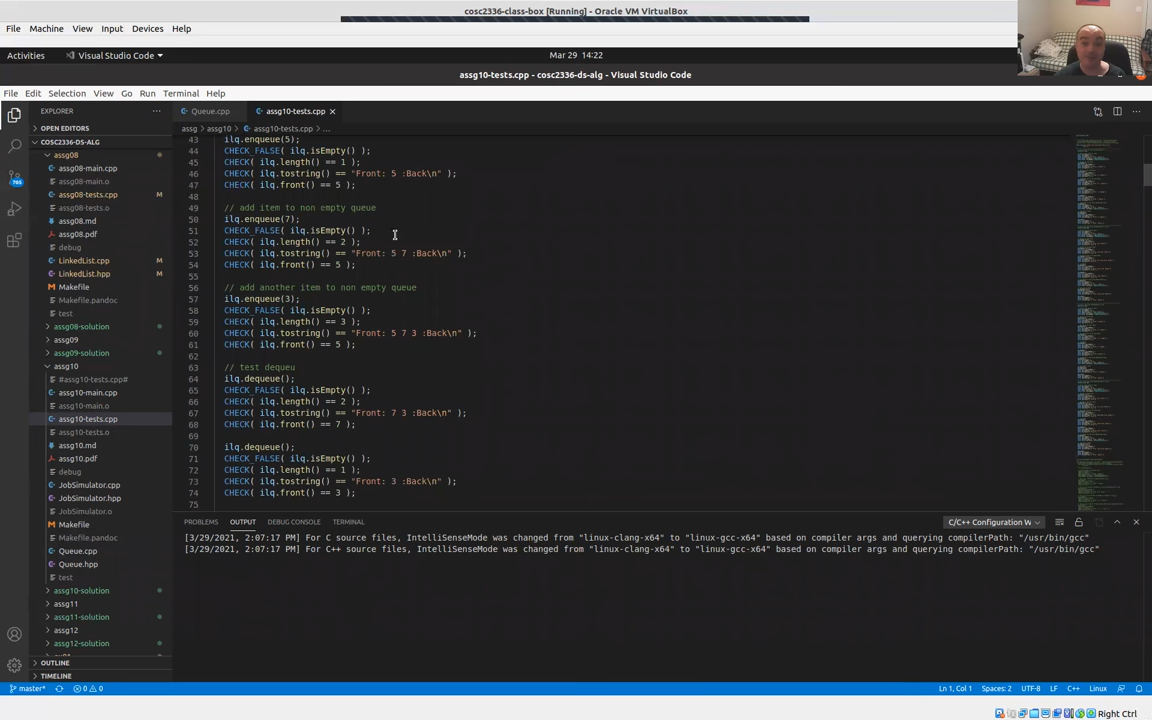 cosc2336-class-box [Running] - Oracle VM VirtualBox
File Machine View Input Devices Help
Activities Visual Studio Code Mar 29 14:22
assg10-tests.cpp - cosc2336-ds-alg - Visual Studio Code
File Edit Selection View Go Run Terminal Help
EXPLORER
OPEN EDITORS
COSC2336-DS-ALG
assg08
assg08-main.cpp
assg08-main.o
assg08-tests.cpp M
assg08-tests.o
assg08.md
assg08.pdf
debug
LinkedList.cpp M
LinkedList.hpp M
Makefile
Makefile.pandoc
test
assg08-solution
assg09
assg09-solution
assg10
#assg10-tests.cpp#
assg10-main.cpp
assg10-main.o
assg10-tests.cpp
assg10-tests.o
assg10.md
assg10.pdf
debug
JobSimulator.cpp
JobSimulator.hpp
JobSimulator.o
Makefile
Makefile.pandoc
Queue.cpp
Queue.hpp
test
assg10-solution
assg11
assg11-solution
assg12
assg12-solution
OUTLINE
TIMELINE
705
Queue.cpp assg10-tests.cpp
assg > assg10 > assg10-tests.cpp > ...
43 ilq.enqueue(5);
44 CHECK_FALSE( ilq.isEmpty() );
45 CHECK( ilq.length() == 1 );
46 CHECK( ilq.tostring() == "Front: 5 :Back\n" );
47 CHECK( ilq.front() == 5 );
48
49 // add item to non empty queue
50 ilq.enqueue(7);
51 CHECK_FALSE( ilq.isEmpty() );
52 CHECK( ilq.length() == 2 );
53 CHECK( ilq.tostring() == "Front: 5 7 :Back\n" );
54 CHECK( ilq.front() == 5 );
55
56 // add another item to non empty queue
57 ilq.enqueue(3);
58 CHECK_FALSE( ilq.isEmpty() );
59 CHECK( ilq.length() == 3 );
60 CHECK( ilq.tostring() == "Front: 5 7 3 :Back\n" );
61 CHECK( ilq.front() == 5 );
62
63 // test dequeu
64 ilq.dequeue();
65 CHECK_FALSE( ilq.isEmpty() );
66 CHECK( ilq.length() == 2 );
67 CHECK( ilq.tostring() == "Front: 7 3 :Back\n" );
68 CHECK( ilq.front() == 7 );
69
70 ilq.dequeue();
71 CHECK_FALSE( ilq.isEmpty() );
72 CHECK( ilq.length() == 1 );
73 CHECK( ilq.tostring() == "Front: 3 :Back\n" );
74 CHECK( ilq.front() == 3 );
75
PROBLEMS OUTPUT DEBUG CONSOLE TERMINAL C/C++ Configuration W
[3/29/2021, 2:07:17 PM] For C source files, IntelliSenseMode was changed from "linux-clang-x64" to "linux-gcc-x64" based on compiler args and querying compilerPath: "/usr/bin/gcc"
[3/29/2021, 2:07:17 PM] For C++ source files, IntelliSenseMode was changed from "linux-clang-x64" to "linux-gcc-x64" based on compiler args and querying compilerPath: "/usr/bin/gcc"
master* 0 0 Ln 1, Col 1 Spaces: 2 UTF-8 LF C++ Linux
Right Ctrl